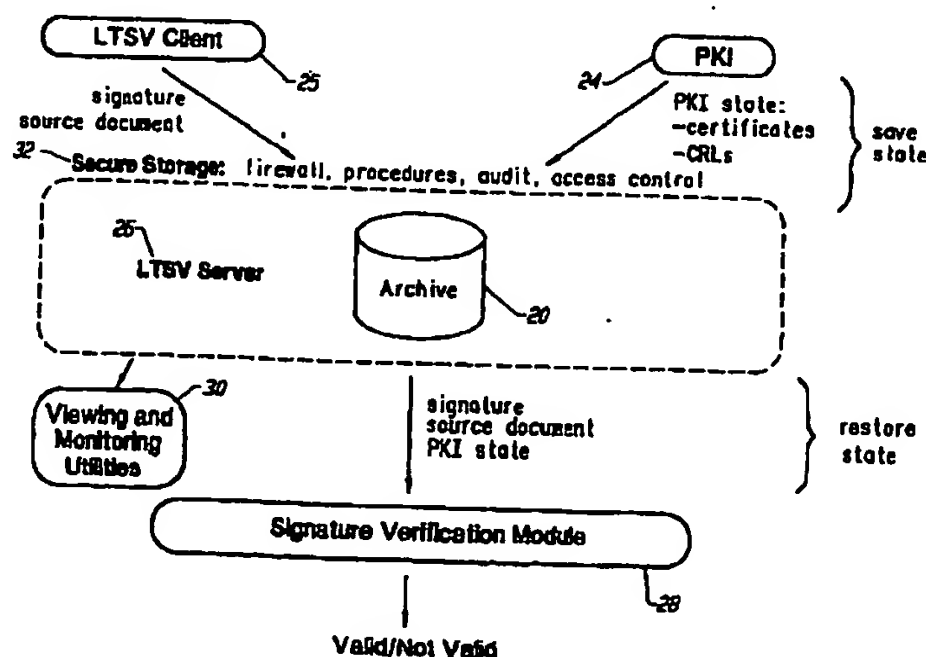 LTSV Client
25
PKI
24
signature
source document
PKI state:
-certificates
-CRLs
save
state
32
Secure Storage: firewall, procedures, audit, access control
26
LTSV Server
Archive
20
30
Viewing and
Monitoring
Utilities
signature
source document
PKI state
restore
state
Signature Verification Module
28
Valid/Not Valid